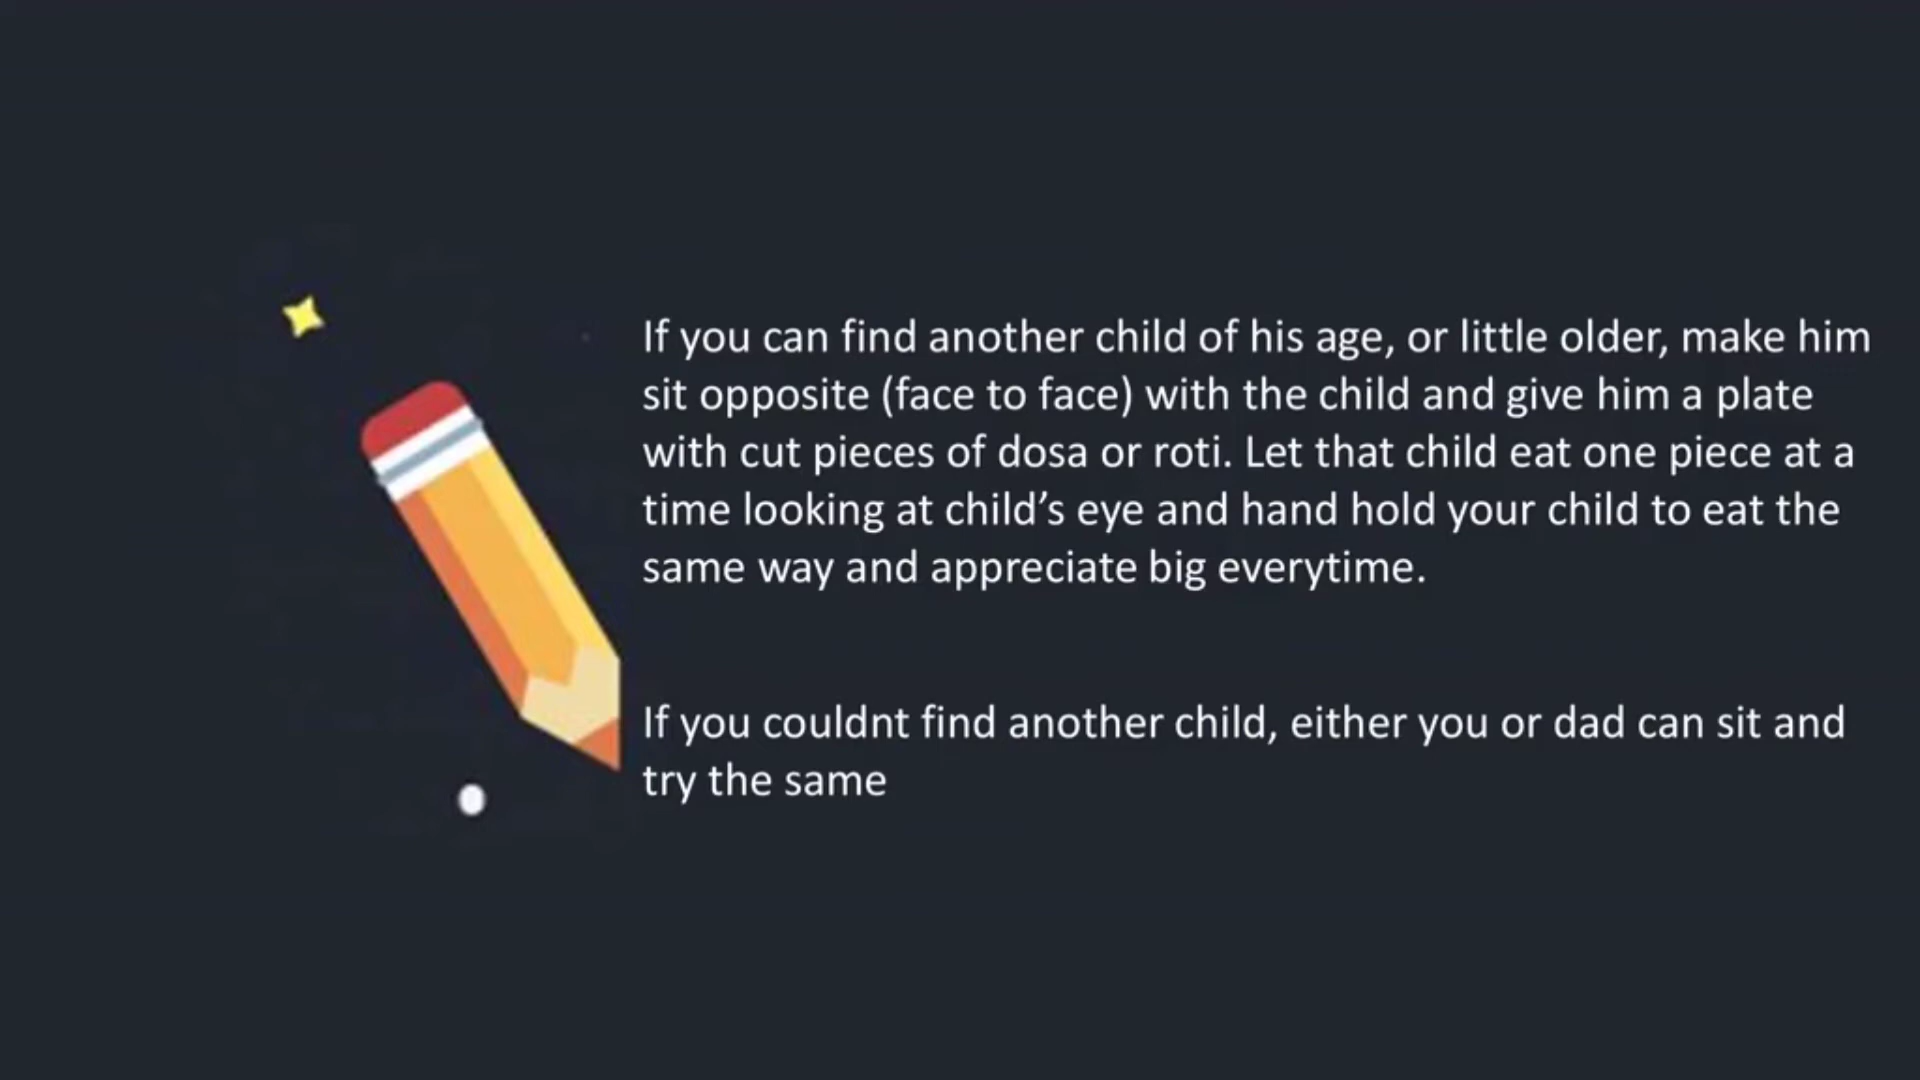 If you can find another child of his age, or little older, make him
sit opposite (face to face) with the child and give him a plate
with cut pieces of dosa or roti. Let that child eat one piece at a
time looking at child’s eye and hand hold your child to eat the
same way and appreciate big everytime.
If you couldnt find another child, either you or dad can sit and
try the same